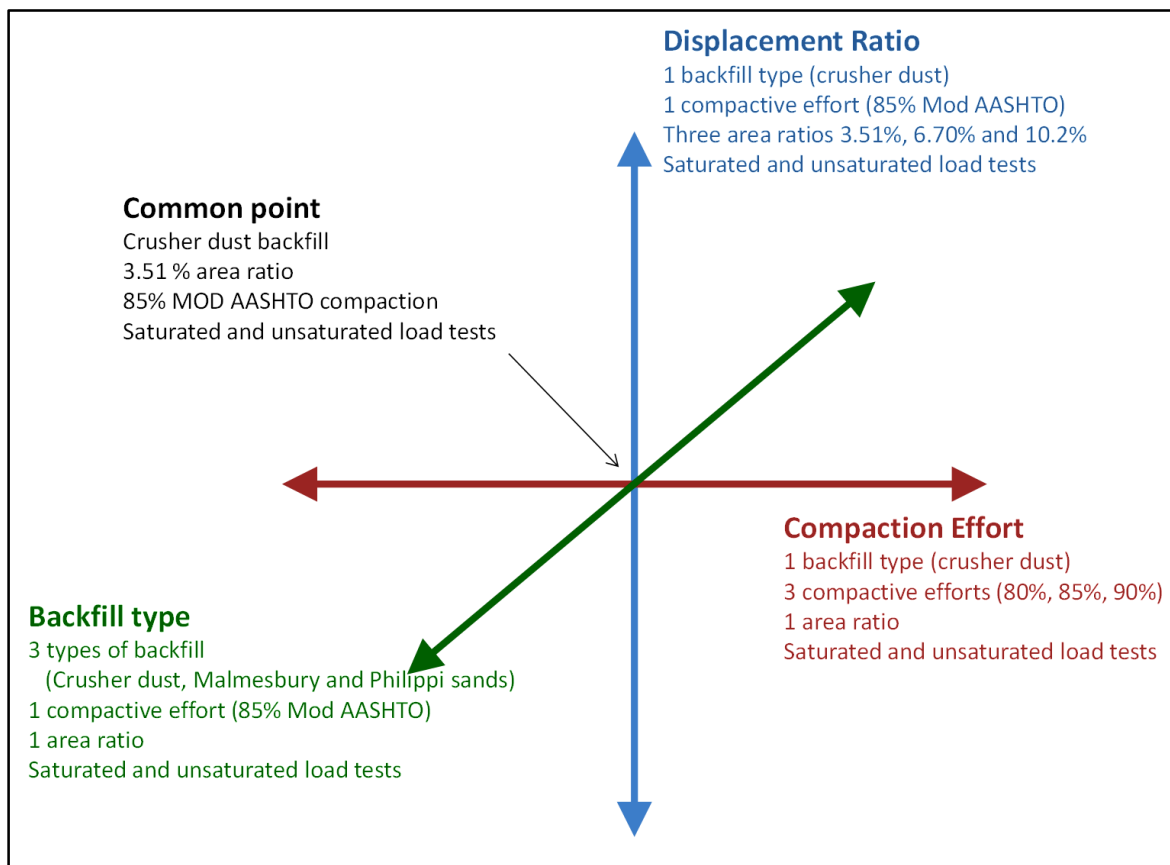 Displacement Ratio
1 backfill type (crusher dust)
1 compactive effort (85% Mod AASHTO)
Three area ratios 3.51%, 6.70% and 10.2%
Saturated and unsaturated load tests
Common point
Crusher dust backfill
3.51 % area ratio
85% MOD AASHTO compaction
Saturated and unsaturated load tests
Compaction Effort
1 backfill type (crusher dust)
3 compactive efforts (80%, 85%, 90%)
1 area ratio
Saturated and unsaturated load tests
Backfill type
3 types of backfill
(Crusher dust, Malmesbury and Philippi sands)
1 compactive effort (85% Mod AASHTO)
1 area ratio
Saturated and unsaturated load tests